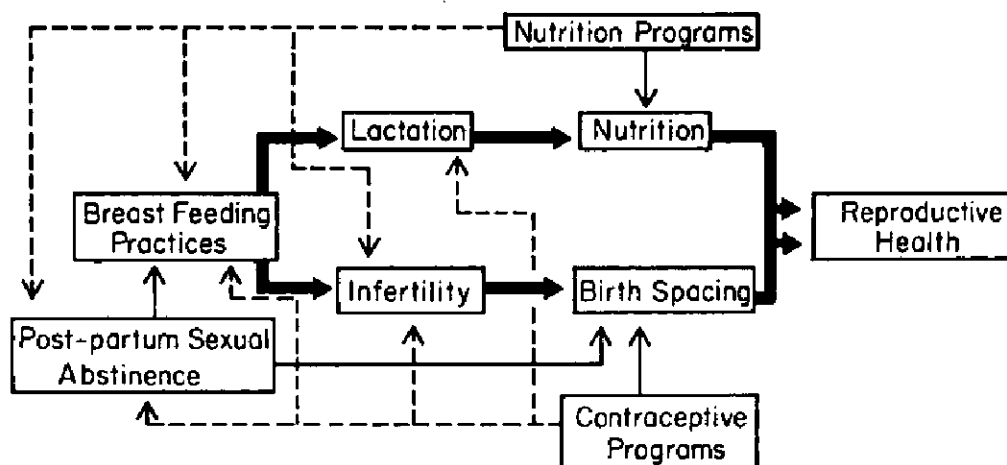 Nutrition Programs
Lactation
Nutrition
Breast Feeding
Practices
Reproductive
Health
Infertility
Birth Spacing
Post-partum Sexual
Abstinence
Contraceptive
Programs